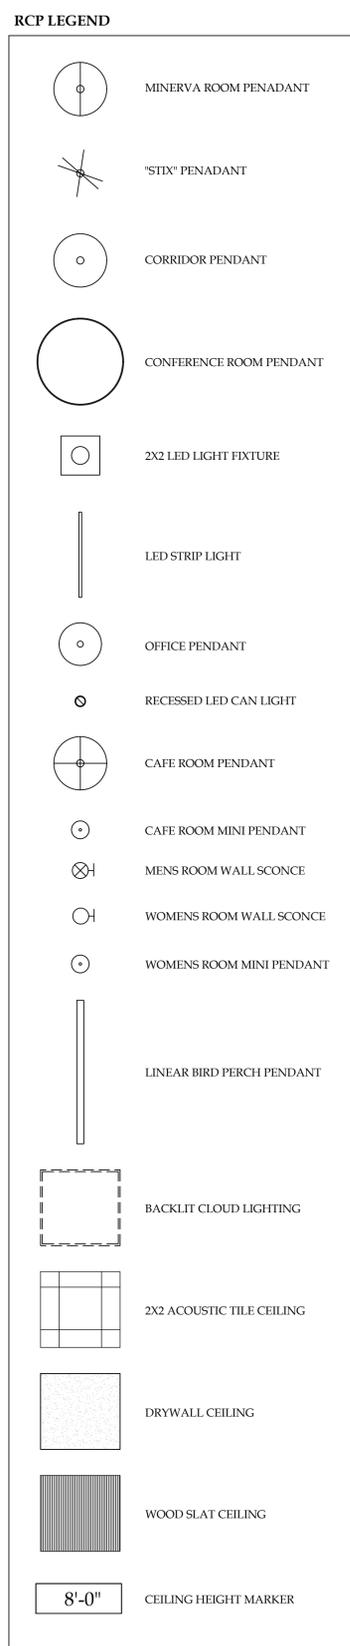 RCP LEGEND
MINERVA ROOM PENADANT
"STIX" PENADANT
CORRIDOR PENDANT
CONFERENCE ROOM PENDANT
2X2 LED LIGHT FIXTURE
LED STRIP LIGHT
OFFICE PENDANT
RECESSED LED CAN LIGHT
CAFE ROOM PENDANT
CAFE ROOM MINI PENDANT
MENS ROOM WALL SCONCE
WOMENS ROOM WALL SCONCE
WOMENS ROOM MINI PENDANT
LINEAR BIRD PERCH PENDANT
BACKLIT CLOUD LIGHTING
2X2 ACOUSTIC TILE CEILING
DRYWALL CEILING
WOOD SLAT CEILING
8'-0" CEILING HEIGHT MARKER